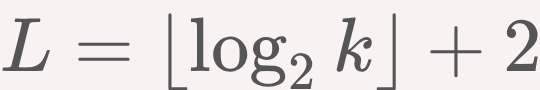 L = ⌊log₂ k⌋ + 2